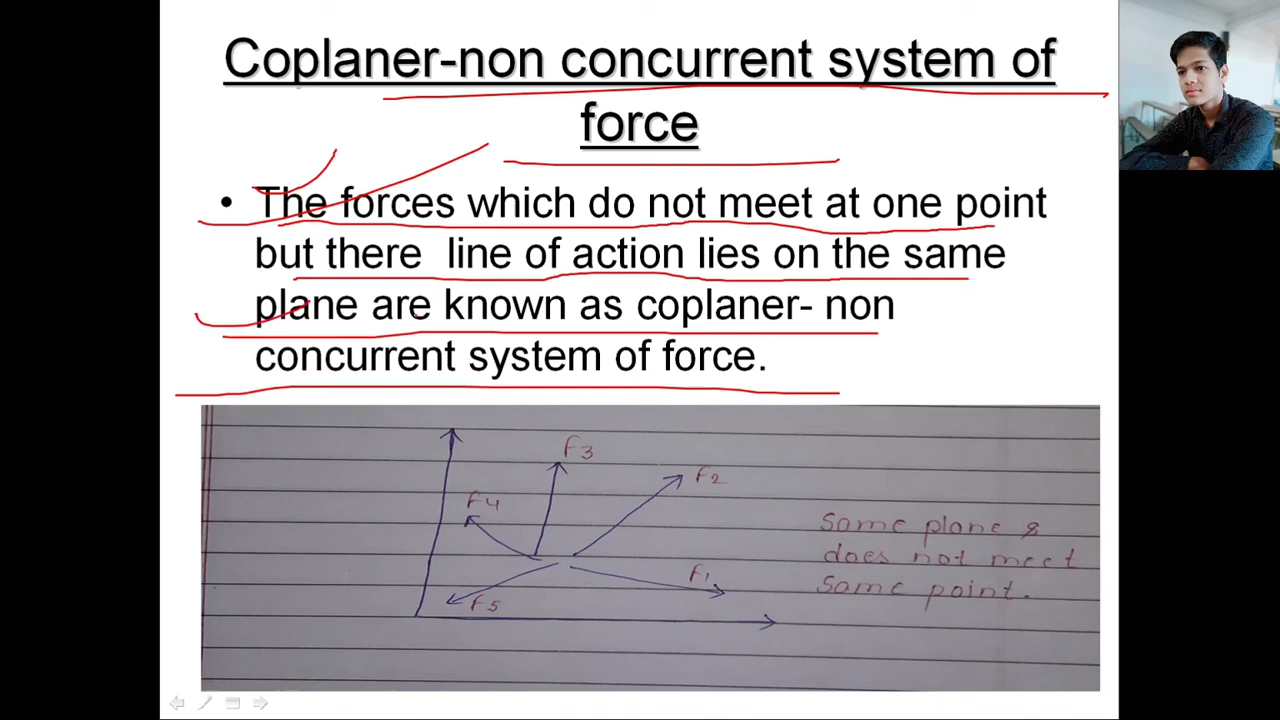 Coplaner-non concurrent system of
force
• The forces which do not meet at one point
but there line of action lies on the same
plane are known as coplaner- non
concurrent system of force.
F3
F2
F4
F1
F5
Same plane &
does not meet
Same point.